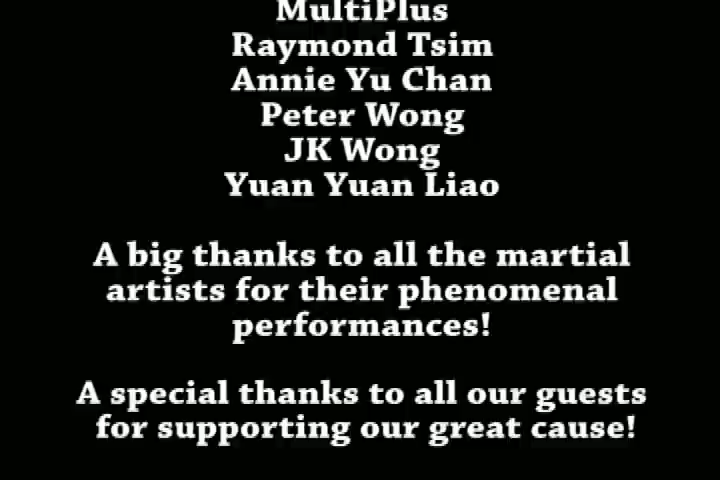 MultiPlus
Raymond Tsim
Annie Yu Chan
Peter Wong
JK Wong
Yuan Yuan Liao
A big thanks to all the martial
artists for their phenomenal
performances!
A special thanks to all our guests
for supporting our great cause!